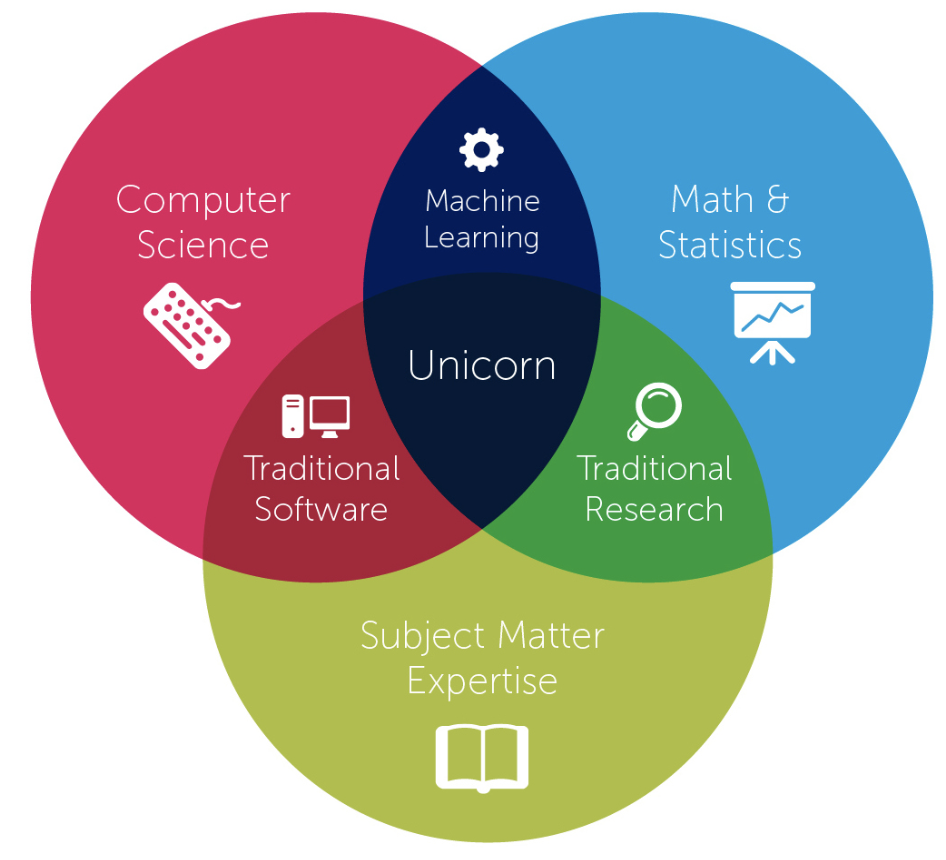 Computer
Science
Machine
Learning
Math &
Statistics
Unicorn
Traditional
Software
Traditional
Research
Subject Matter
Expertise